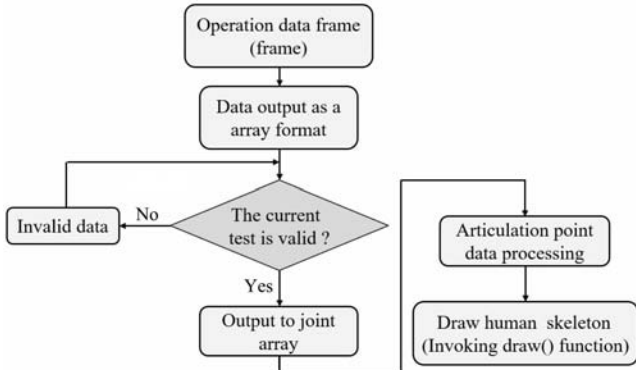 Operation data frame
(frame)
Data output as a
array format
No
Invalid data
The current
test is valid ?
Yes
Output to joint
array
Articulation point
data processing
Draw human skeleton
(Invoking draw() function)